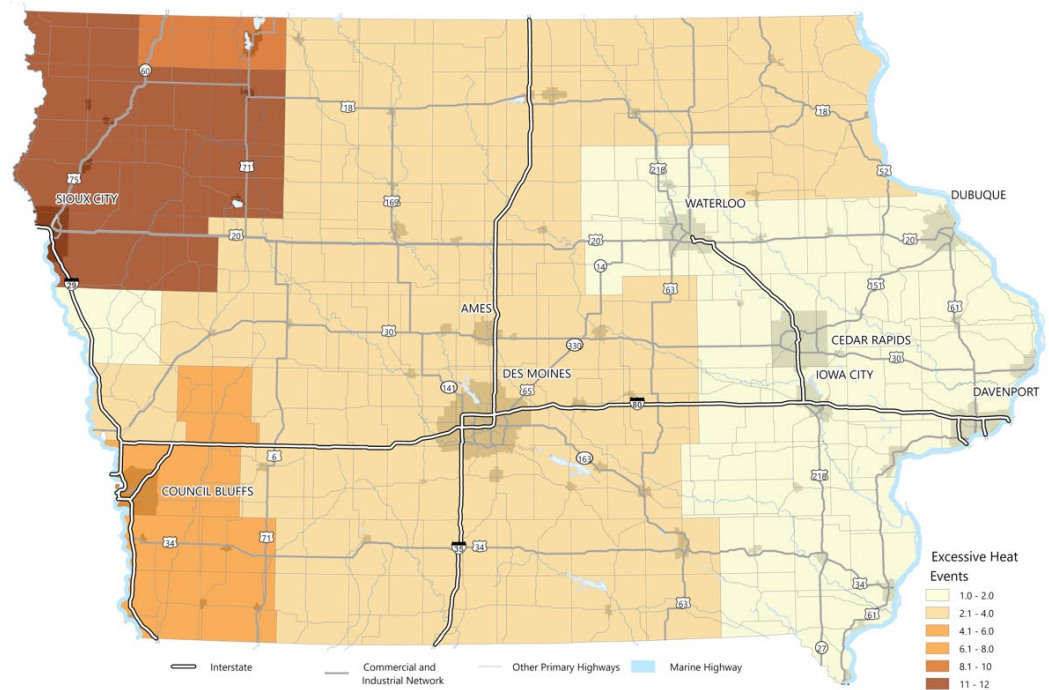 60
18
18
71
218
52
75
SIOUX CITY
169
WATERLOO
DUBUQUE
20
20
20
14
29
63
151
61
AMES
30
330
CEDAR RAPIDS
30
DES MOINES
IOWA CITY
141
65
DAVENPORT
80
6
163
COUNCIL BLUFFS
218
34
71
35
34
34
63
61
27
Excessive Heat
Events
1.0 - 2.0
2.1 - 4.0
4.1 - 6.0
6.1 - 8.0
8.1 - 10
11 - 12
Interstate
Commercial and
Industrial Network
Other Primary Highways
Marine Highway